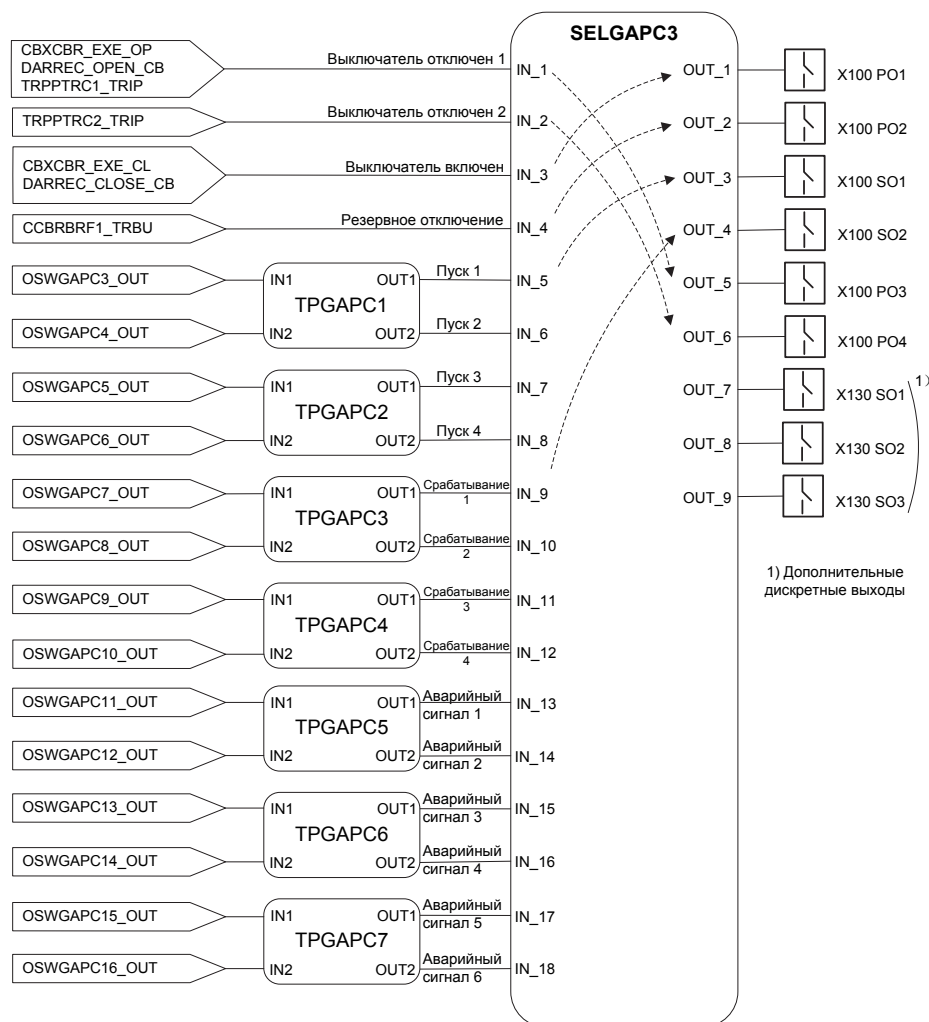 SELGAPC3
CBXCBR_EXE_OP
DARREC_OPEN_CB
TRPPTRC1_TRIP
Выключатель отключен 1
IN_1
OUT_1
X100 PO1
TRPPTRC2_TRIP
Выключатель отключен 2
IN_2
OUT_2
X100 PO2
CBXCBR_EXE_CL
DARREC_CLOSE_CB
Выключатель включен
IN_3
OUT_3
X100 SO1
CCBRBRF1_TRBU
Резервное отключение
IN_4
OUT_4
X100 SO2
OSWGAPC3_OUT
IN1
OUT1
Пуск 1
IN_5
OUT_5
X100 PO3
TPGAPC1
OSWGAPC4_OUT
IN2
OUT2
Пуск 2
IN_6
OUT_6
X100 PO4
OSWGAPC5_OUT
IN1
OUT1
Пуск 3
IN_7
OUT_7
X130 SO1
1)
TPGAPC2
OSWGAPC6_OUT
IN2
OUT2
Пуск 4
IN_8
OUT_8
X130 SO2
OSWGAPC7_OUT
IN1
OUT1
Срабатывание
1
IN_9
OUT_9
X130 SO3
TPGAPC3
OSWGAPC8_OUT
IN2
OUT2
Срабатывание
2
IN_10
1) Дополнительные
дискретные выходы
OSWGAPC9_OUT
IN1
OUT1
Срабатывание
3
IN_11
TPGAPC4
OSWGAPC10_OUT
IN2
OUT2
Срабатывание
4
IN_12
OSWGAPC11_OUT
IN1
OUT1
Аварийный
сигнал 1
IN_13
TPGAPC5
OSWGAPC12_OUT
IN2
OUT2
Аварийный
сигнал 2
IN_14
OSWGAPC13_OUT
IN1
OUT1
Аварийный
сигнал 3
IN_15
TPGAPC6
OSWGAPC14_OUT
IN2
OUT2
Аварийный
сигнал 4
IN_16
OSWGAPC15_OUT
IN1
OUT1
Аварийный
сигнал 5
IN_17
TPGAPC7
OSWGAPC16_OUT
IN2
OUT2
Аварийный
сигнал 6
IN_18